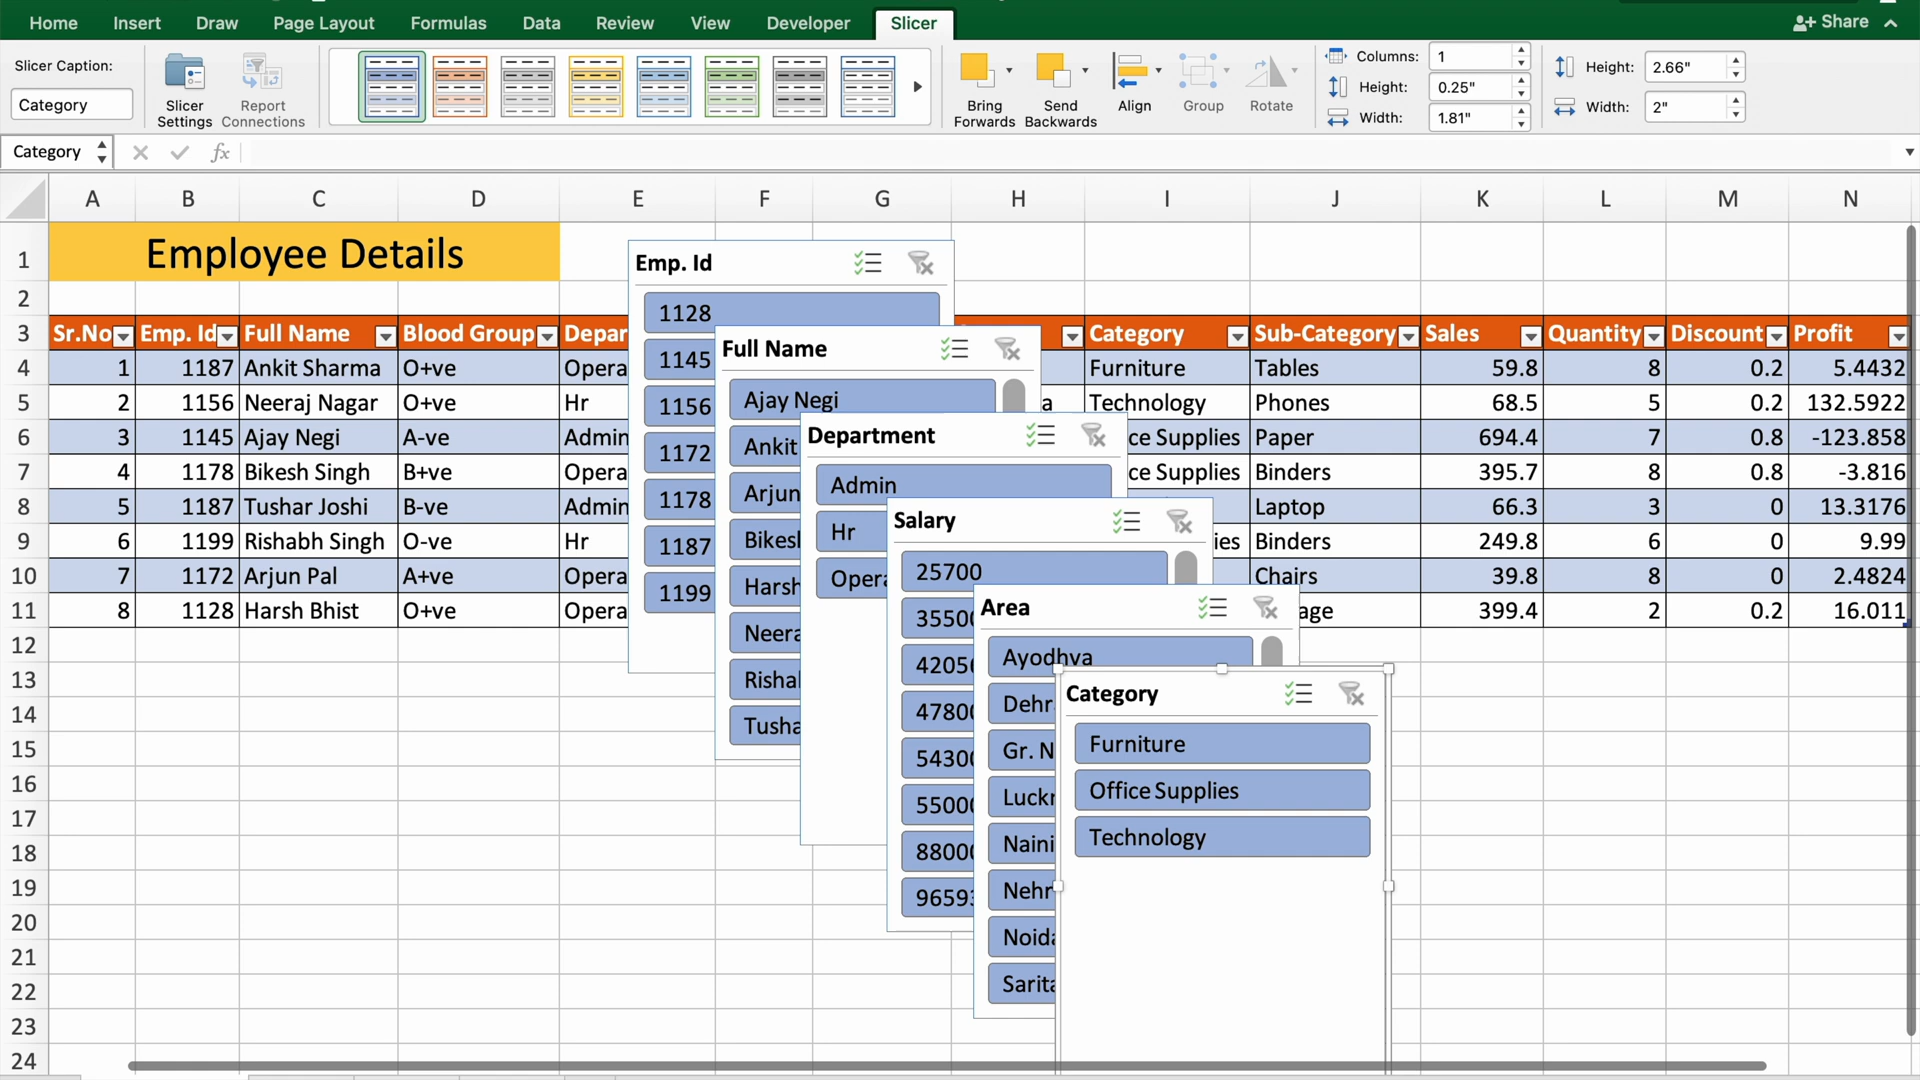 Home Insert Draw Page Layout Formulas Data Review View Developer Slicer Share
Slicer Caption:
Category
Slicer Settings
Report Connections
Bring Forwards
Send Backwards
Align
Group
Rotate
Columns: 1
Height: 0.25"
Width: 1.81"
Height: 2.66"
Width: 2"
Category fx
A B C D E F G H I J K L M N
1 Employee Details
2
3 Sr.No Emp. Id Full Name Blood Group Depar Category Sub-Category Sales Quantity Discount Profit
4 1 1187 Ankit Sharma O+ve Opera Furniture Tables 59.8 8 0.2 5.4432
5 2 1156 Neeraj Nagar O+ve Hr a Technology Phones 68.5 5 0.2 132.5922
6 3 1145 Ajay Negi A-ve Admin ce Supplies Paper 694.4 7 0.8 -123.858
7 4 1178 Bikesh Singh B+ve Opera ce Supplies Binders 395.7 8 0.8 -3.816
8 5 1187 Tushar Joshi B-ve Admin Laptop 66.3 3 0 13.3176
9 6 1199 Rishabh Singh O-ve Hr ies Binders 249.8 6 0 9.99
10 7 1172 Arjun Pal A+ve Opera Chairs 39.8 8 0 2.4824
11 8 1128 Harsh Bhist O+ve Opera age 399.4 2 0.2 16.011
12
13
14
15
16
17
18
19
20
21
22
23
24
Emp. Id
1128
1145
1156
1172
1178
1187
1199
Full Name
Ajay Negi
Ankit
Arjun
Bikesh
Harsh
Neera
Risha
Tusha
Department
Admin
Hr
Opera
Salary
25700
35500
4205
47800
54300
55000
88000
9659
Area
Ayodhya
Dehr
Gr. N
Luckn
Naini
Nehr
Noida
Sarita
Category
Furniture
Office Supplies
Technology